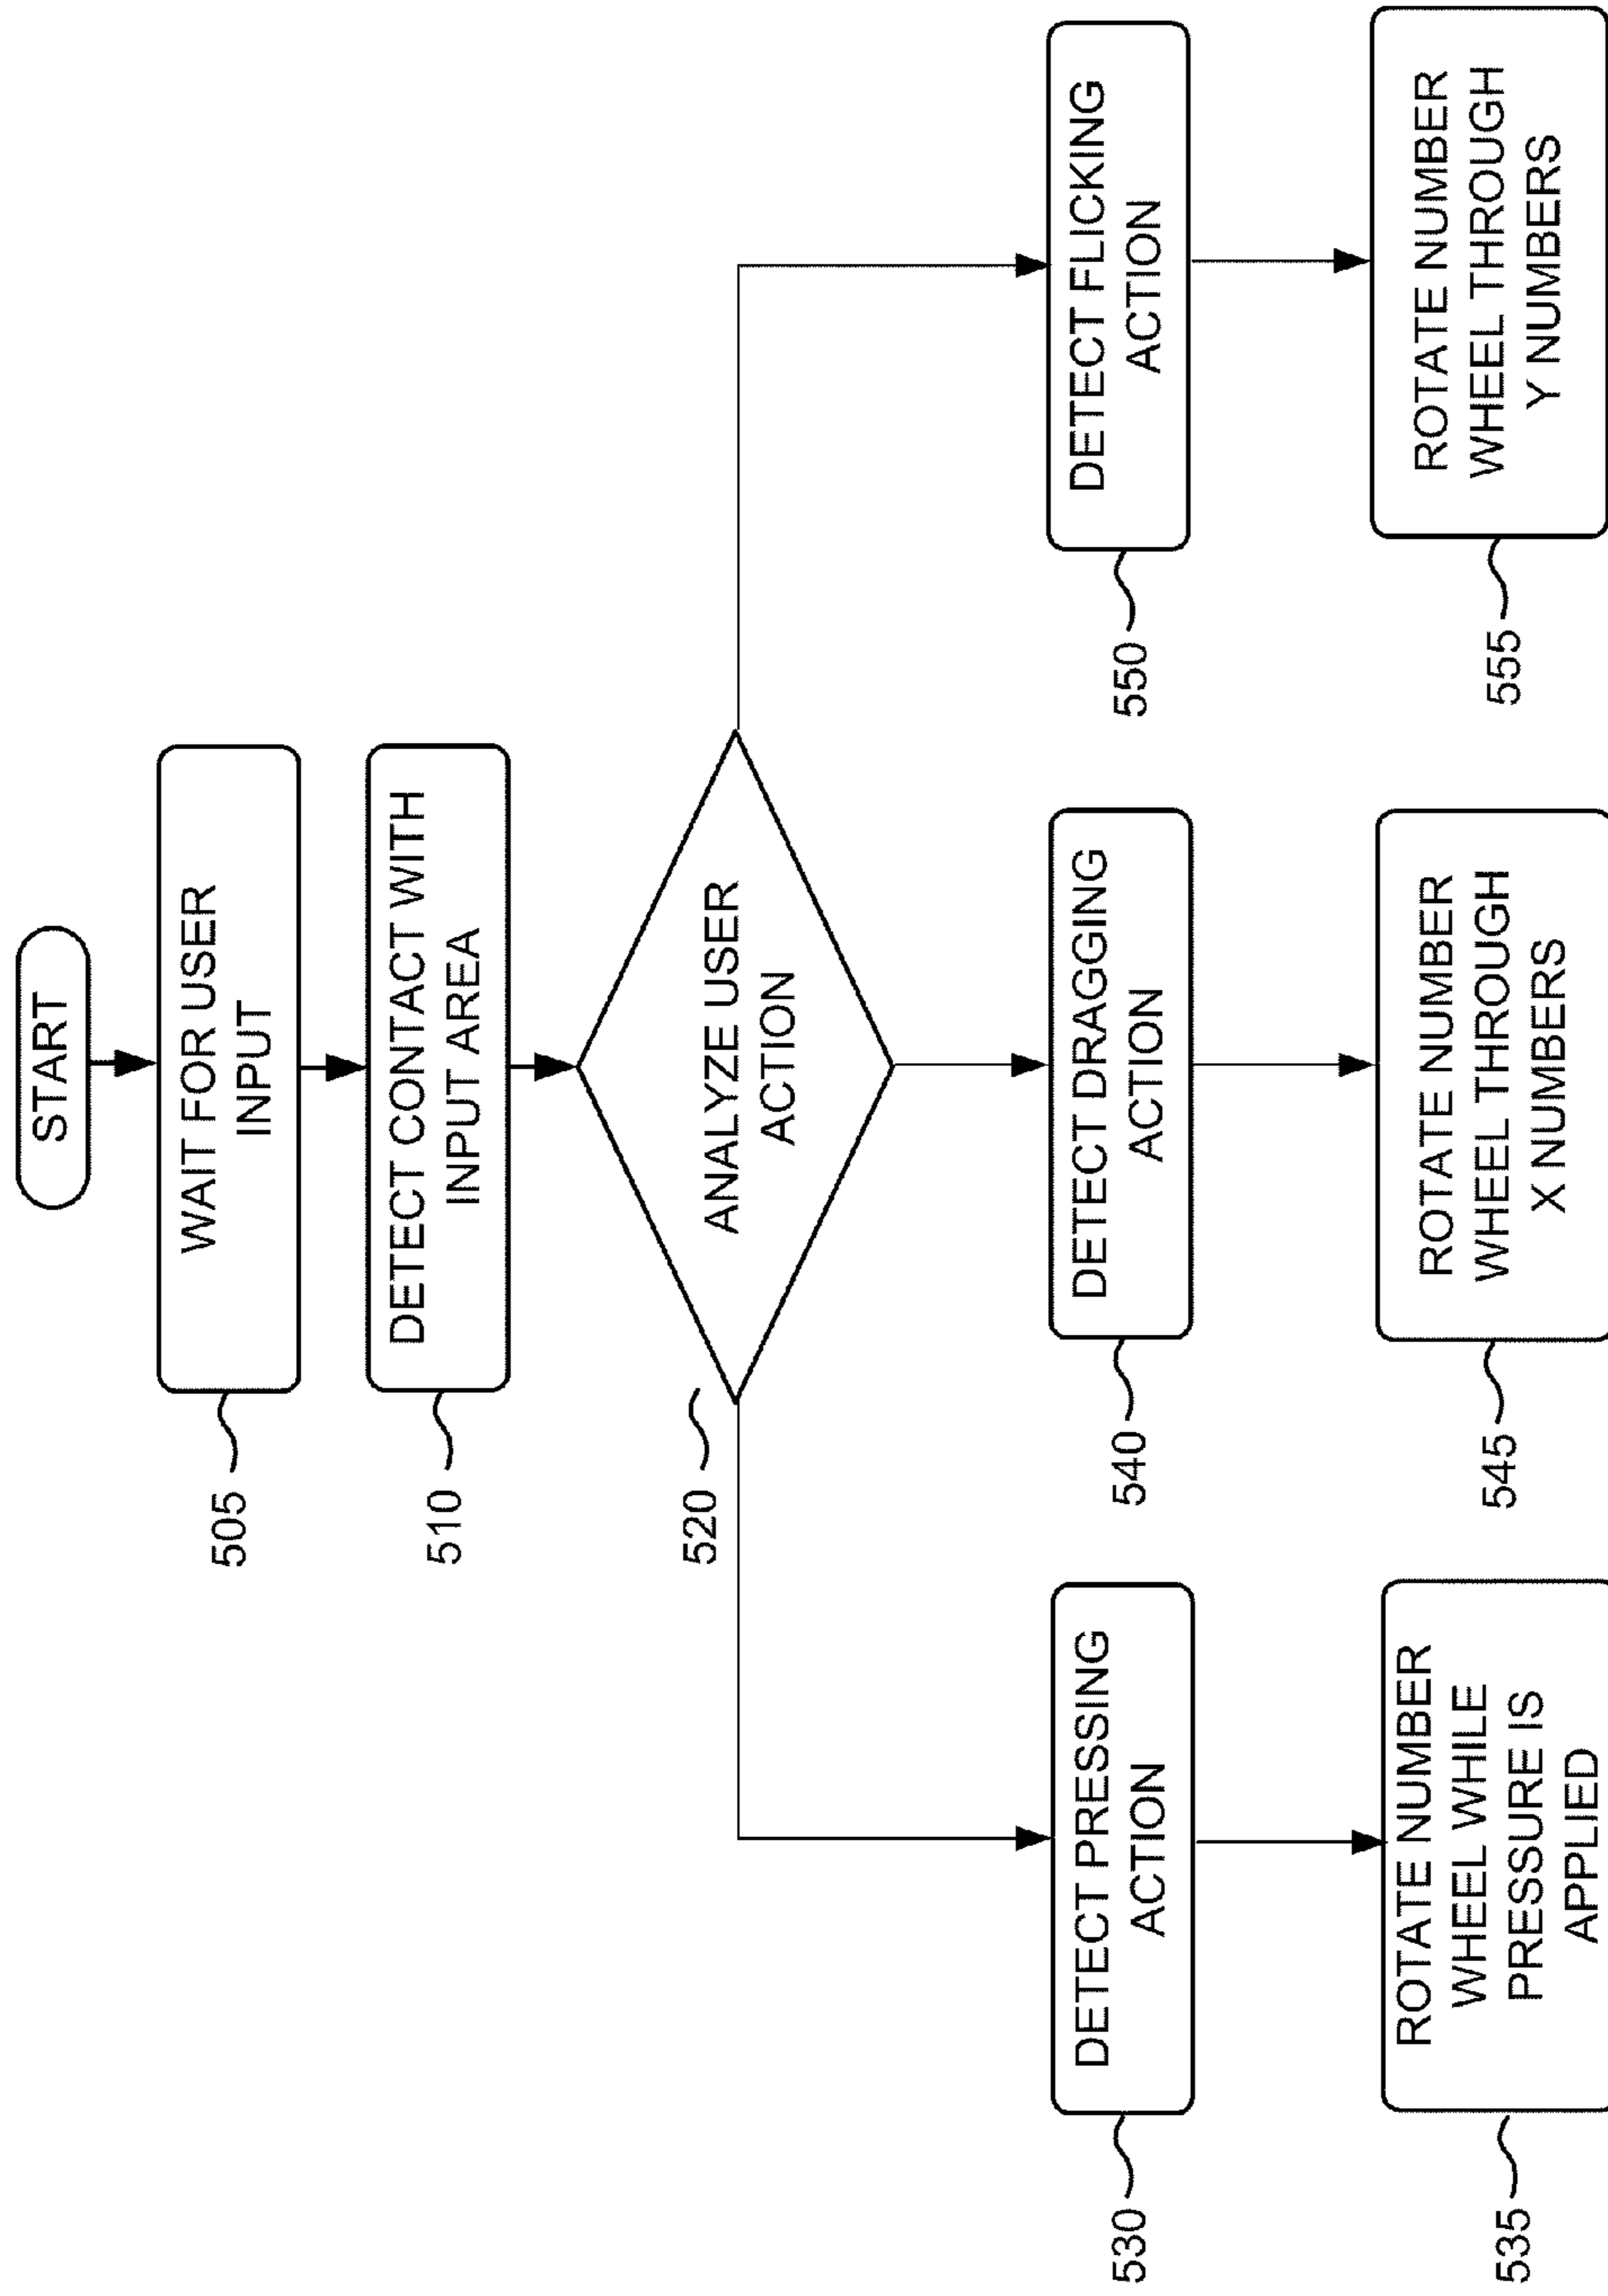 START
WAIT FOR USER
INPUT
505
DETECT CONTACT WITH
INPUT AREA
510
ANALYZE USER
ACTION
520
DETECT PRESSING
ACTION
530
DETECT DRAGGING
ACTION
540
DETECT FLICKING
ACTION
550
ROTATE NUMBER
WHEEL WHILE
PRESSURE IS
APPLIED
535
ROTATE NUMBER
WHEEL THROUGH
X NUMBERS
545
ROTATE NUMBER
WHEEL THROUGH
Y NUMBERS
555